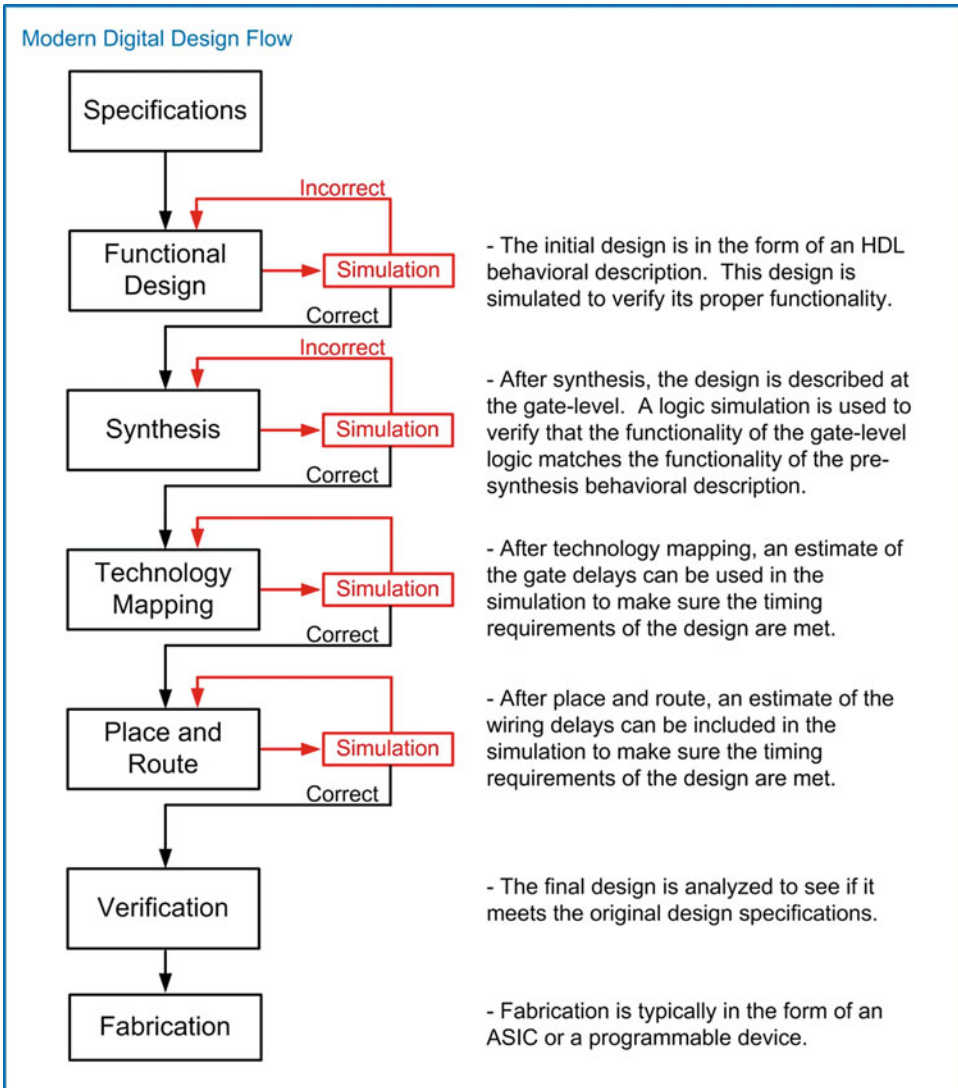 Modern Digital Design Flow
Specifications
Incorrect
Functional
Design
Simulation
Correct
- The initial design is in the form of an HDL
behavioral description.  This design is
simulated to verify its proper functionality.
Incorrect
Synthesis
Simulation
Correct
- After synthesis, the design is described at
the gate-level.  A logic simulation is used to
verify that the functionality of the gate-level
logic matches the functionality of the pre-
synthesis behavioral description.
Technology
Mapping
Simulation
Correct
- After technology mapping, an estimate of
the gate delays can be used in the
simulation to make sure the timing
requirements of the design are met.
Place and
Route
Simulation
Correct
- After place and route, an estimate of the
wiring delays can be included in the
simulation to make sure the timing
requirements of the design are met.
Verification
- The final design is analyzed to see if it
meets the original design specifications.
Fabrication
- Fabrication is typically in the form of an
ASIC or a programmable device.